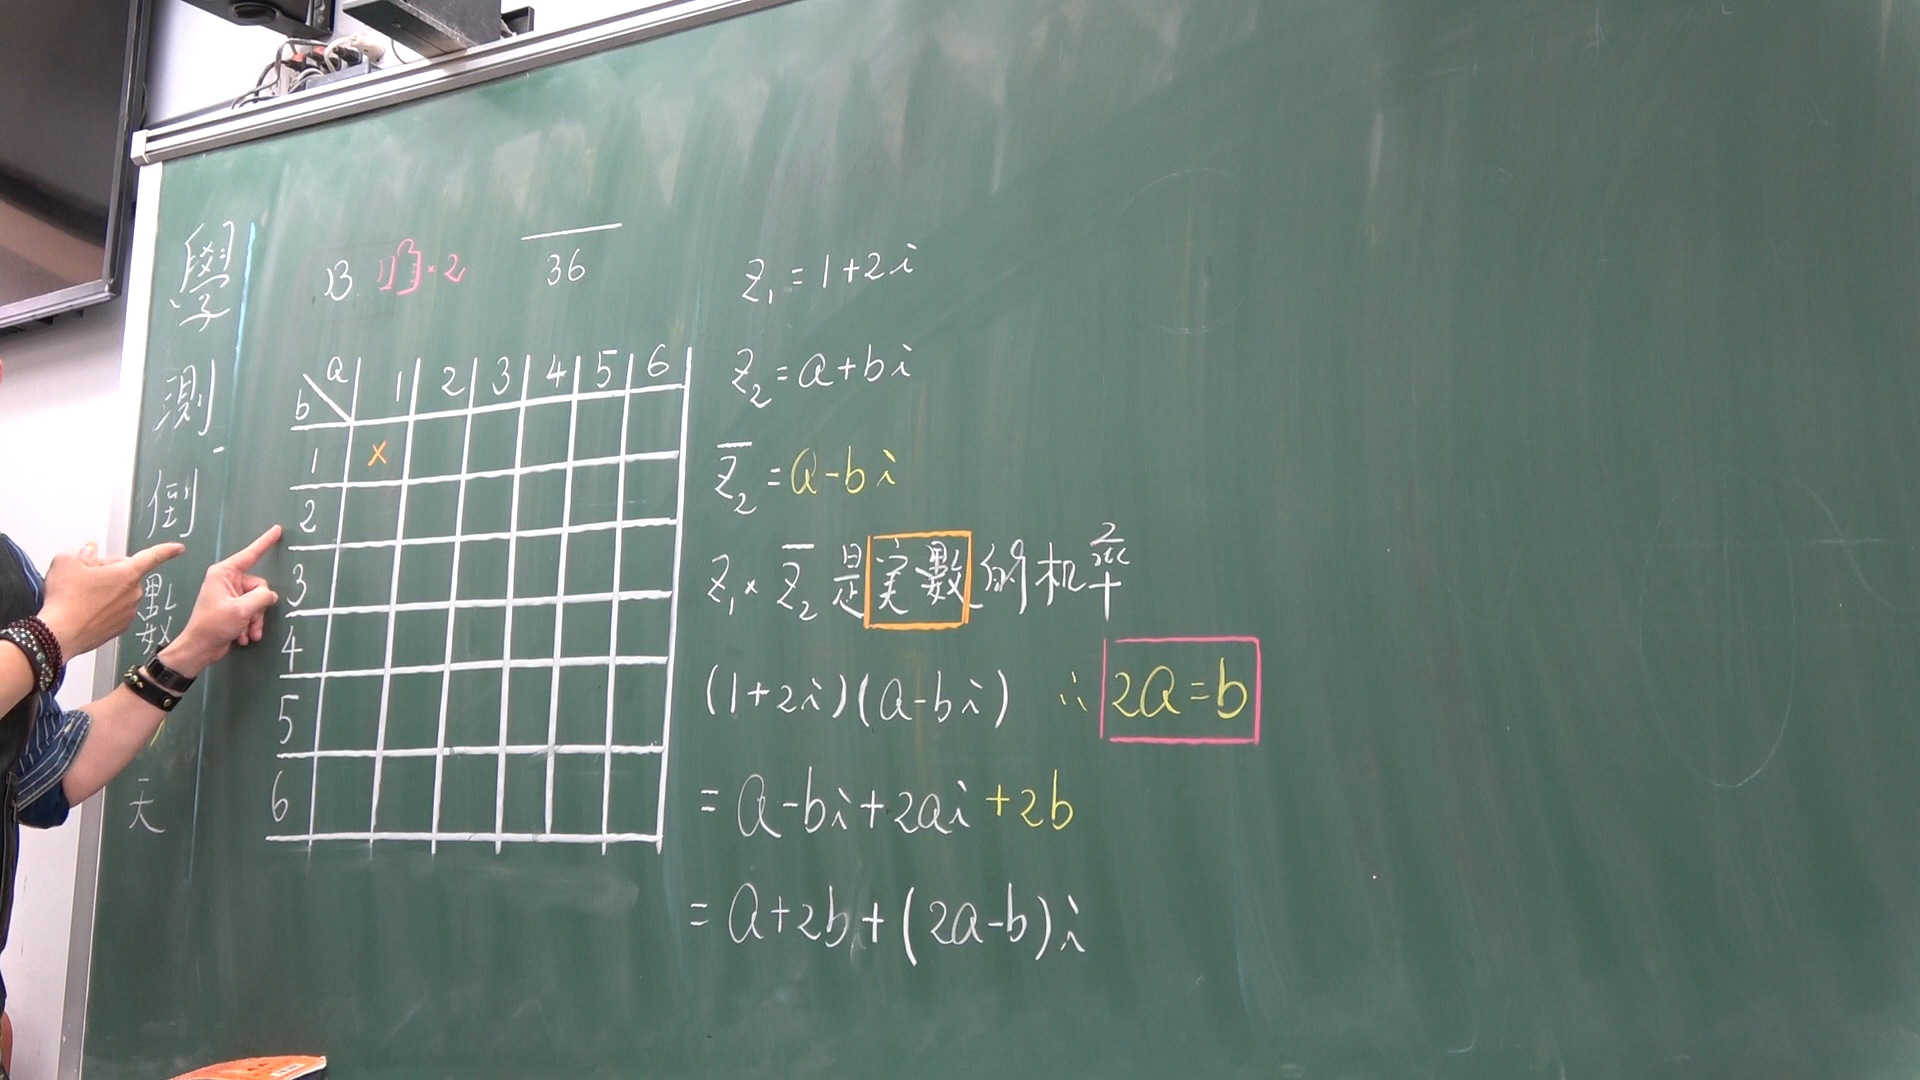 學測倒數
天
13
×2
36
a 1 2 3 4 5 6
b
1 ×
2
3
4
5
6
Z₁=1+2i
Z₂=a+bi
Z̅₂=a-bi
Z₁×Z̅₂是实數的机率
(1+2i)(a-bi) ∴ 2a=b
=a-bi+2ai+2b
=a+2b+(2a-b)i